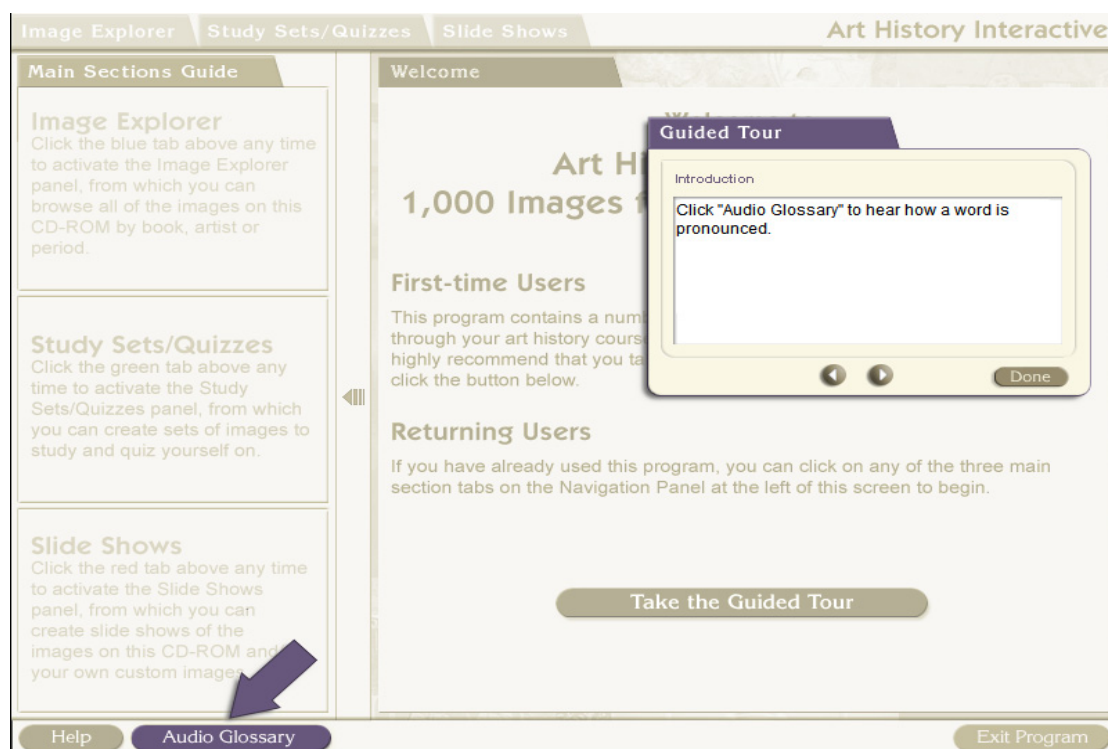 Image Explorer
Study Sets/Quizzes
Slide Shows
Art History Interactive
Main Sections Guide
Image Explorer
Click the blue tab above any time
to activate the Image Explorer
panel, from which you can
browse all of the images on this
CD-ROM by book, artist or
period.
Study Sets/Quizzes
Click the green tab above any
time to activate the Study
Sets/Quizzes panel, from which
you can create sets of images to
study and quiz yourself on.
Slide Shows
Click the red tab above any time
to activate the Slide Shows
panel, from which you can
create slide shows of the
images on this CD-ROM and
your own custom images
Welcome
Art Hi
1,000 Images
First-time Users
This program contains a num
through your art history course
highly recommend that you ta
click the button below.
Returning Users
If you have already used this program, you can click on any of the three main
section tabs on the Navigation Panel at the left of this screen to begin.
Take the Guided Tour
Guided Tour
Introduction
Click "Audio Glossary" to hear how a word is
pronounced.
Done
Help
Audio Glossary
Exit Program